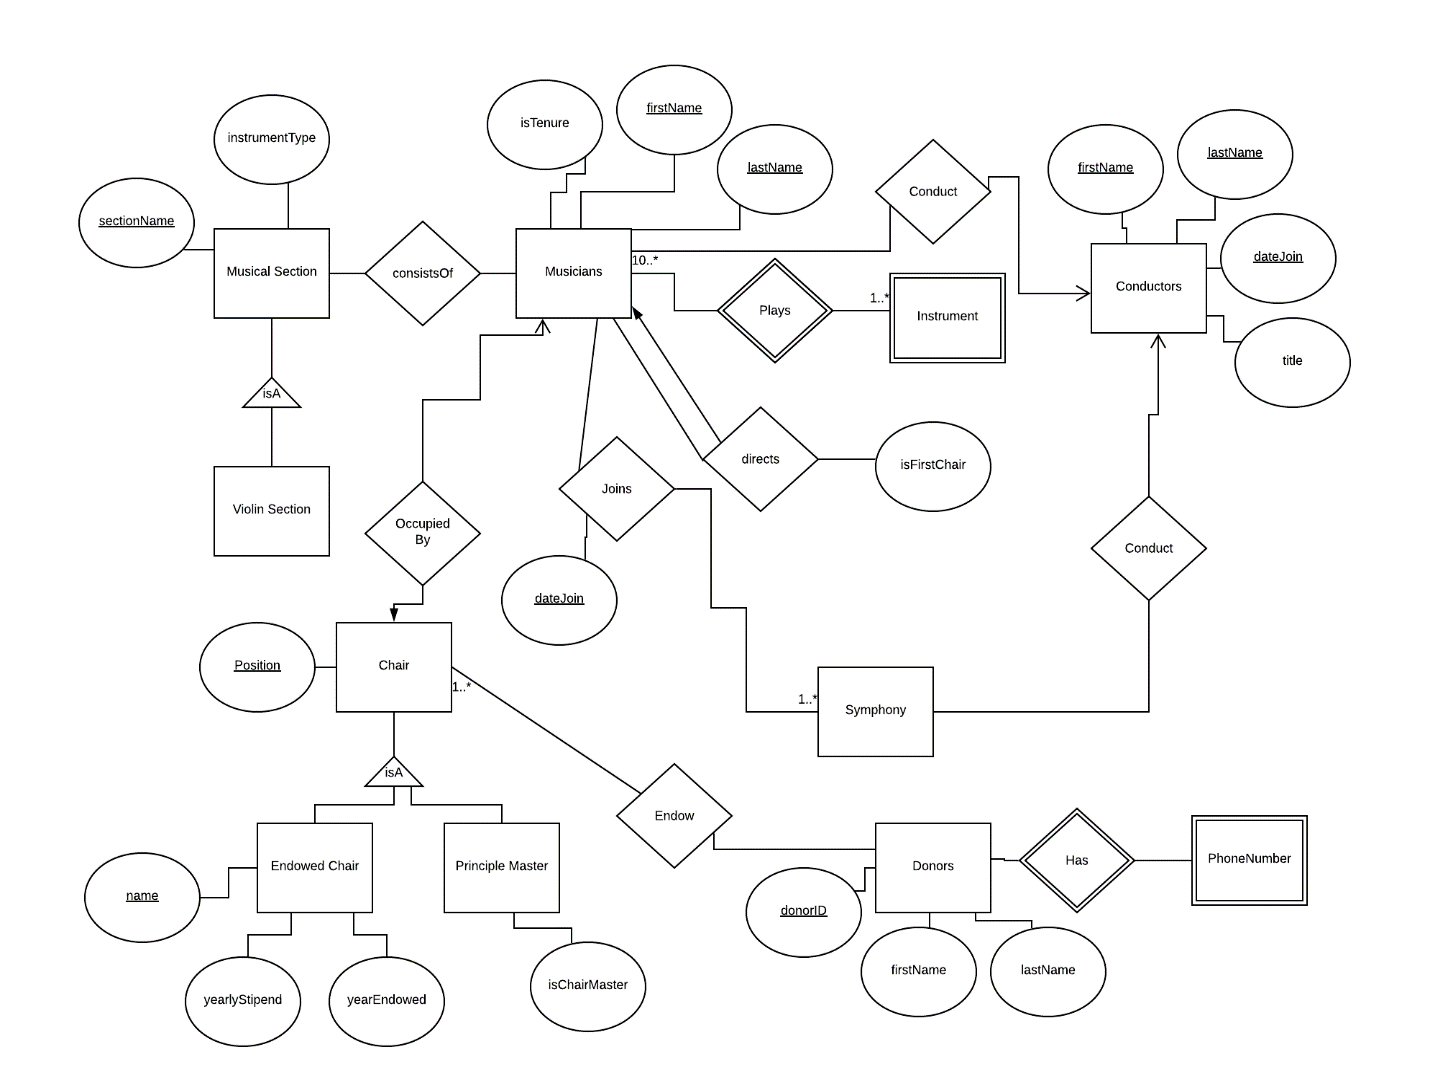 firstName
isTenure
instrumentType
lastName
lastName
firstName
sectionName
Conduct
dateJoin
10..*
Musical Section
consistsOf
Musicians
Conductors
1..*
Plays
Instrument
title
isA
directs
isFirstChair
Joins
Violin Section
Occupied
By
Conduct
dateJoin
Position
Chair
1..*
1..*
Symphony
isA
Endow
Endowed Chair
Principle Master
Donors
Has
PhoneNumber
name
donorID
firstName
lastName
yearlyStipend
yearEndowed
isChairMaster